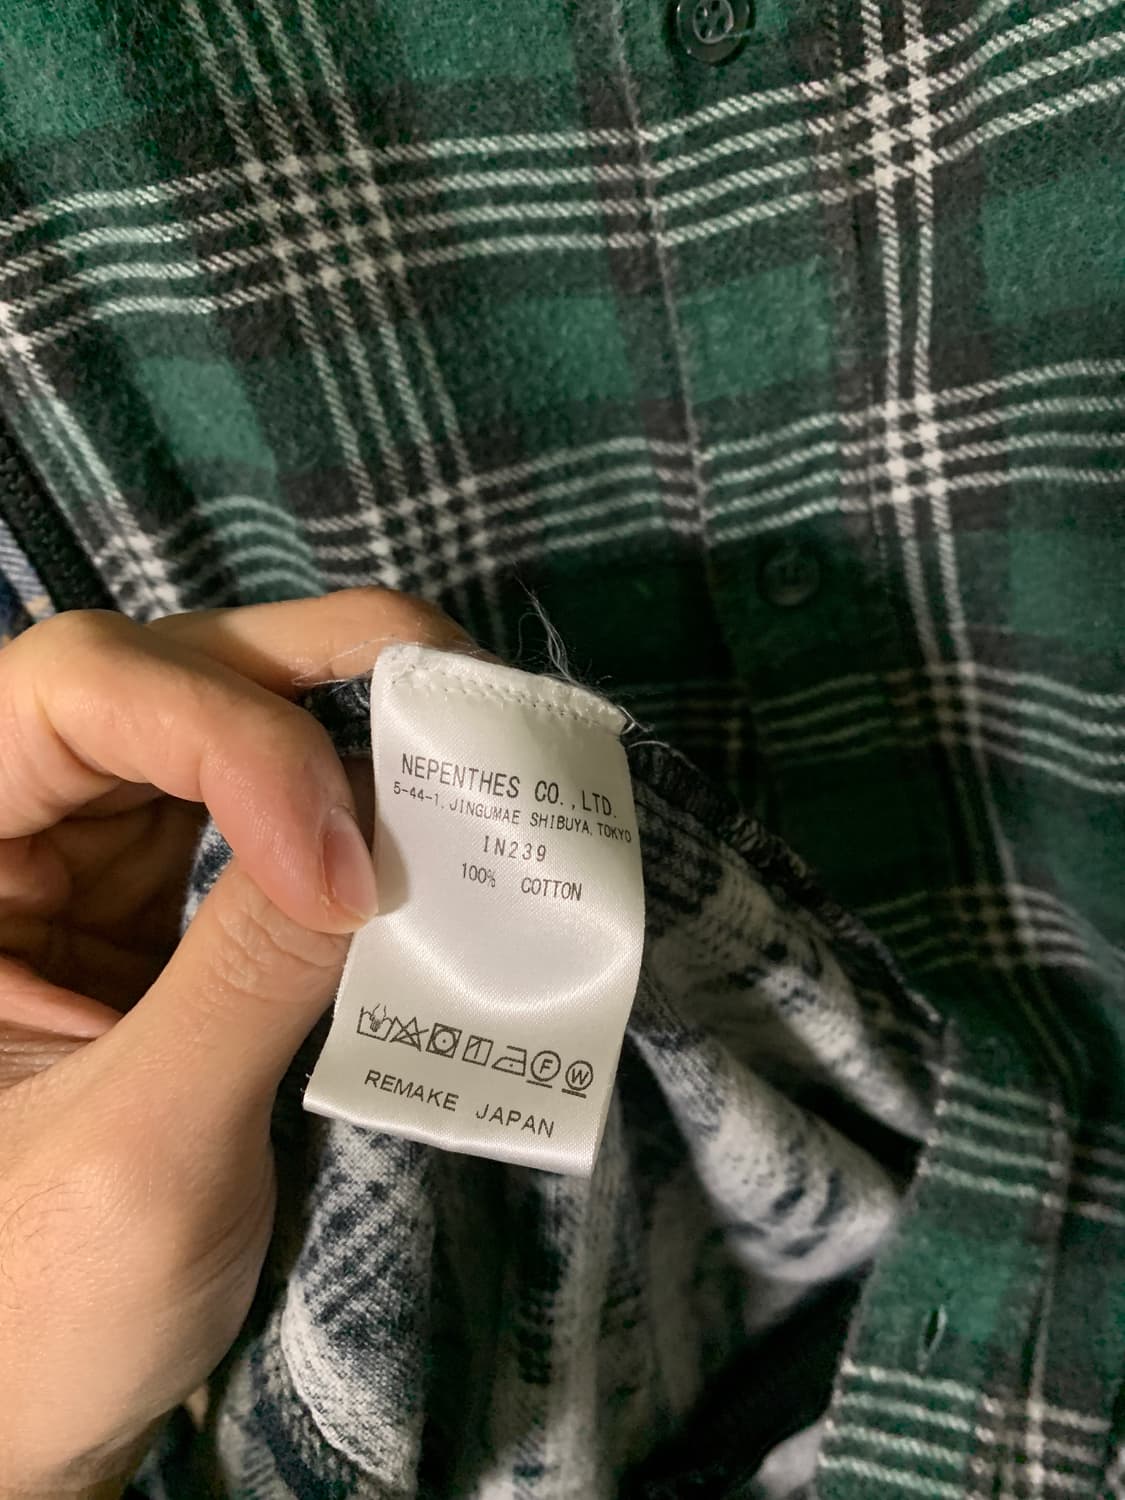 NEPENTHES CO.,LTD.
5-44-1, JINGUMAE SHIBUYA, TOKYO
IN239
100% COTTON
F W
REMAKE JAPAN